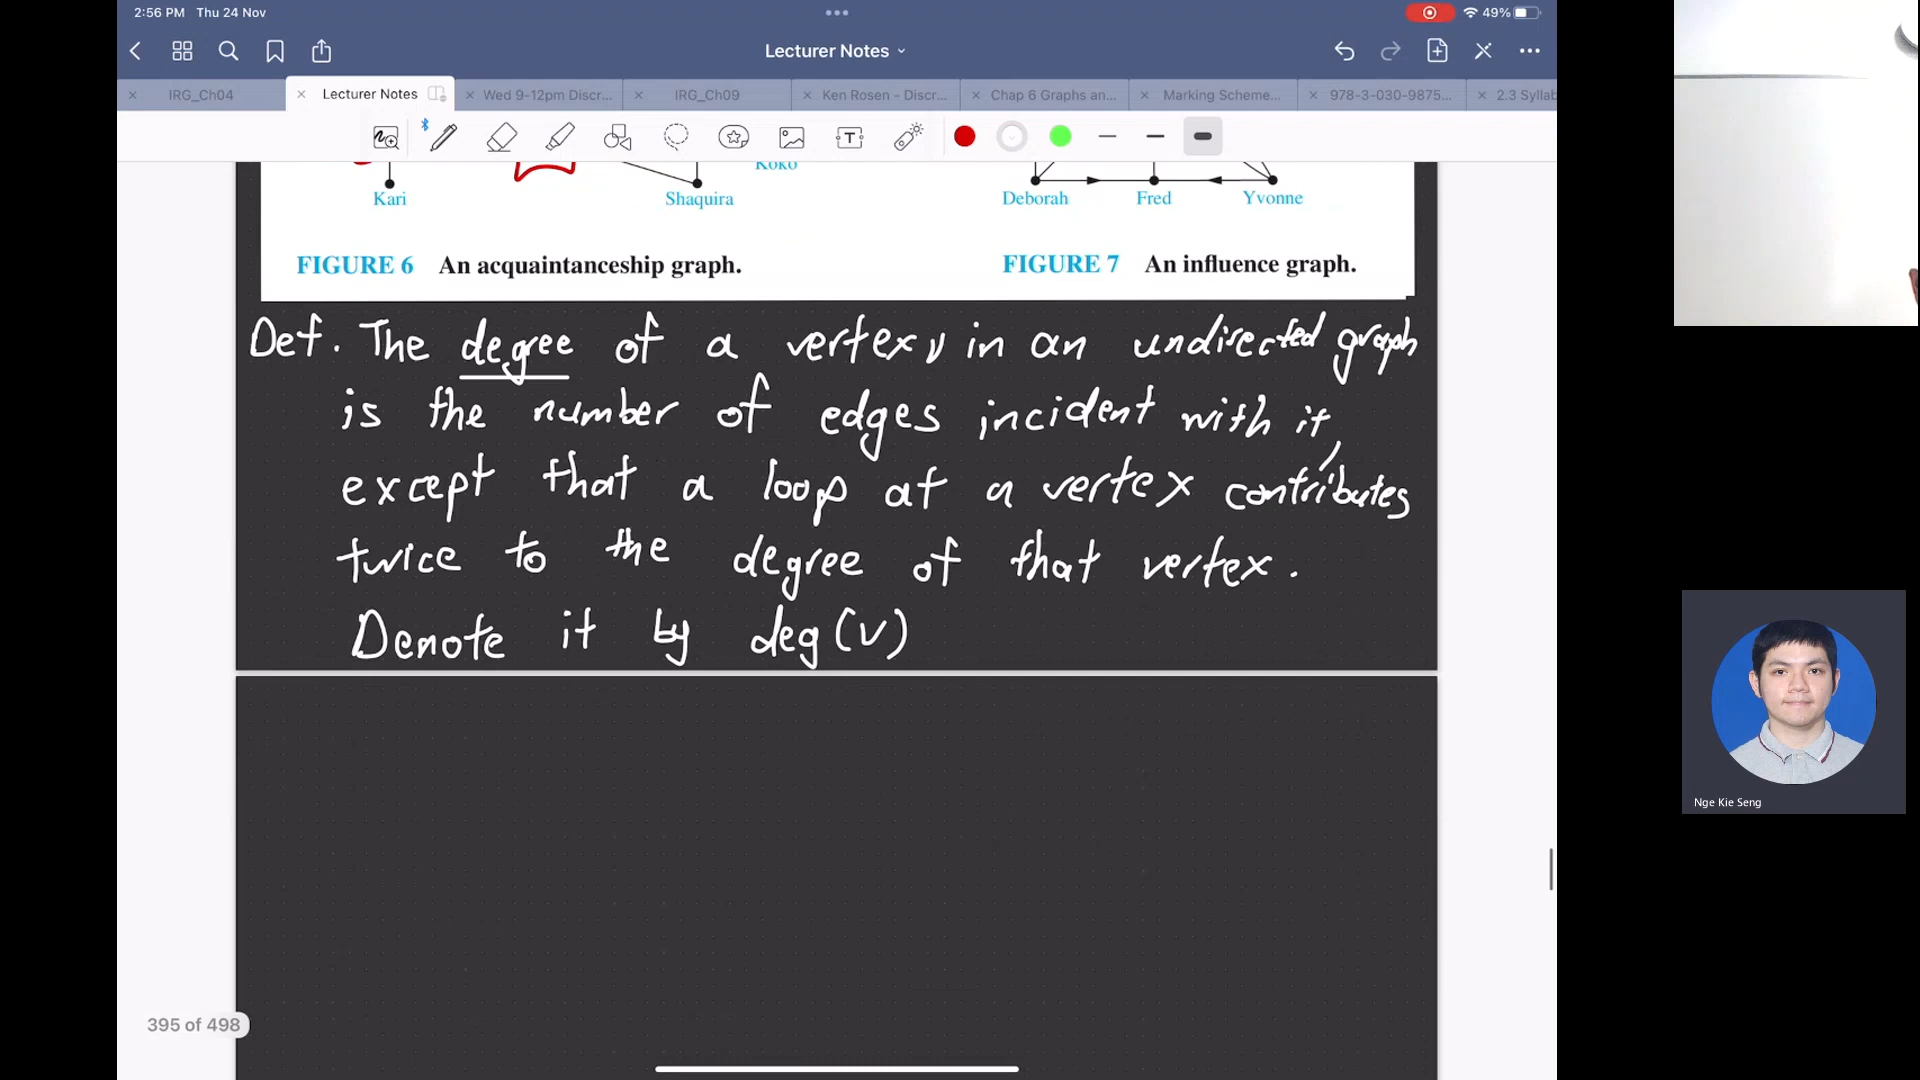 2:56 PM Thu 24 Nov
49%
Lecturer Notes
IRG_Ch04
Lecturer Notes
Wed 9-12pm Discr...
IRG_Ch09
Ken Rosen - Discr...
Chap 6 Graphs an...
Marking Scheme...
978-3-030-9875...
2.3 Syllab
Koko
Kari
Shaquira
Deborah
Fred
Yvonne
FIGURE 6 An acquaintanceship graph.
FIGURE 7 An influence graph.
Def. The degree of a vertex v in an undirected graph
is the number of edges incident with it,
except that a loop at a vertex contributes
twice to the degree of that vertex.
Denote it by deg(v)
Nge Kie Seng
395 of 498